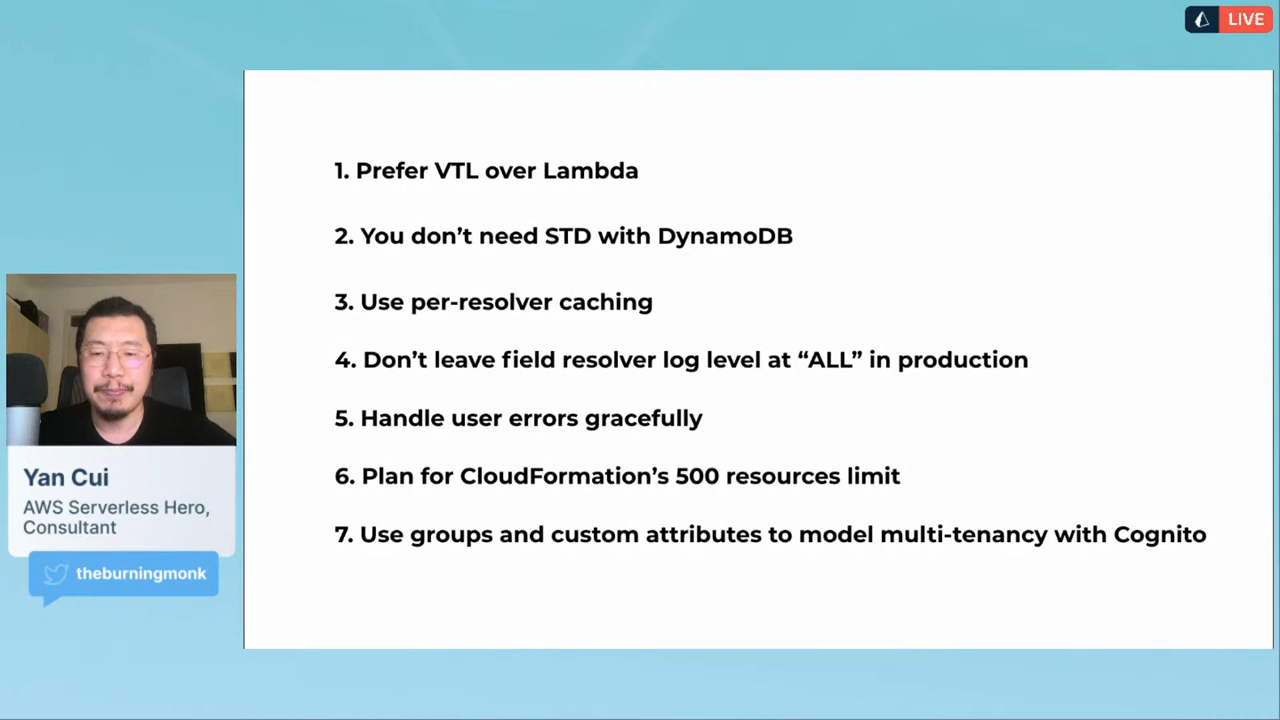 LIVE
1. Prefer VTL over Lambda
2. You don’t need STD with DynamoDB
3. Use per-resolver caching
4. Don’t leave field resolver log level at “ALL” in production
5. Handle user errors gracefully
6. Plan for CloudFormation’s 500 resources limit
7. Use groups and custom attributes to model multi-tenancy with Cognito
Yan Cui
AWS Serverless Hero,
Consultant
theburningmonk